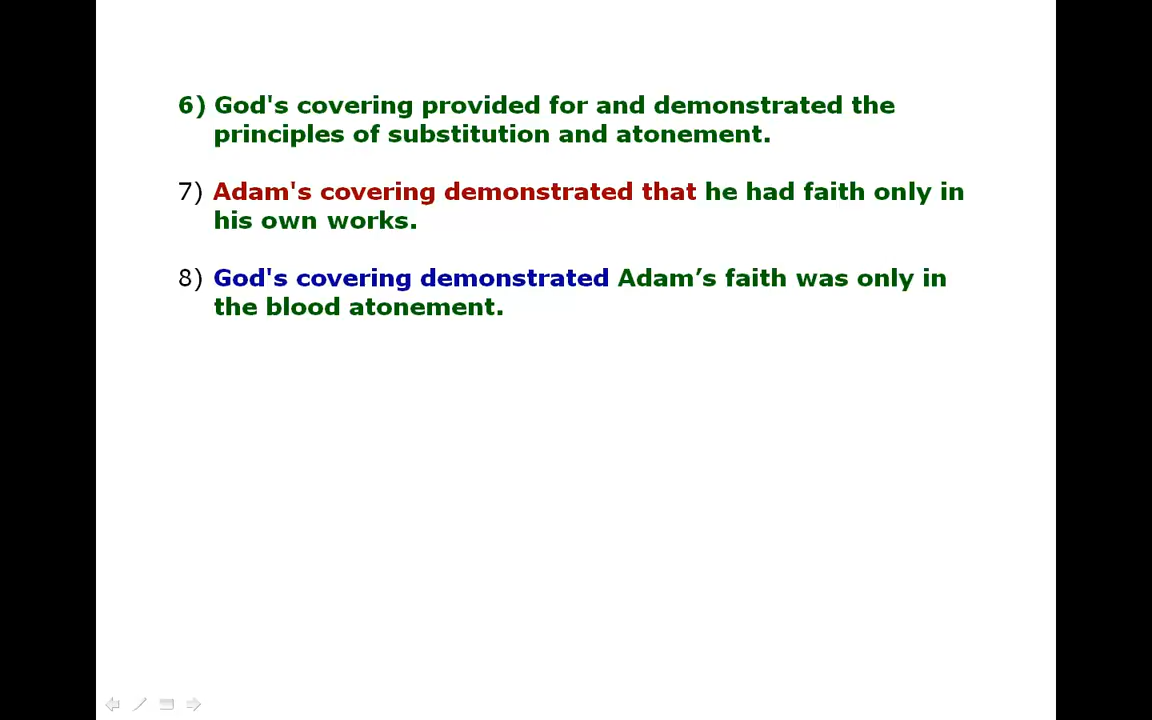 6) God's covering provided for and demonstrated the
principles of substitution and atonement.
7) Adam's covering demonstrated that he had faith only in
his own works.
8) God's covering demonstrated Adam’s faith was only in
the blood atonement.